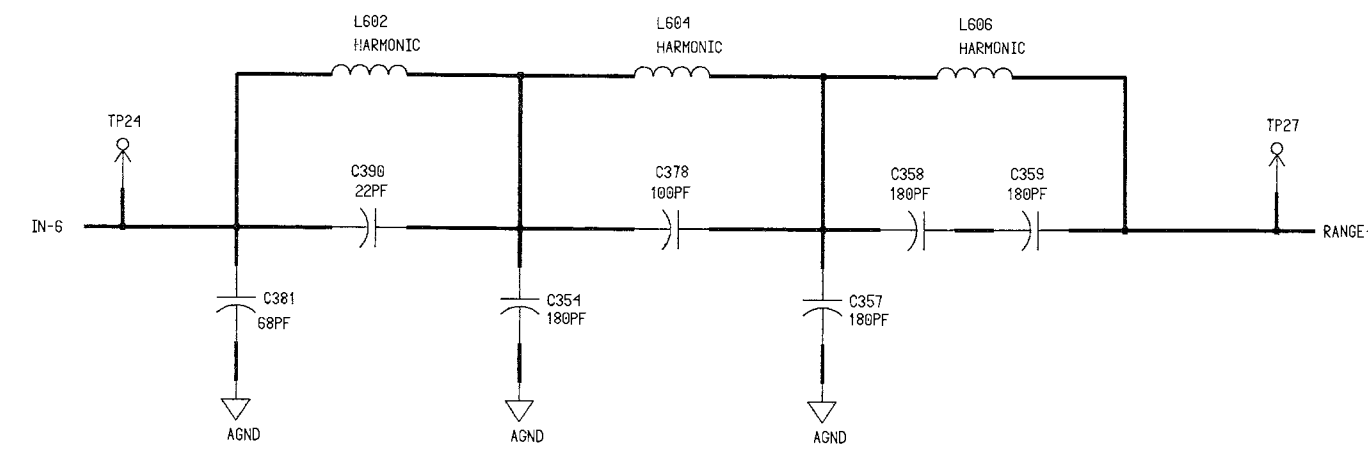 L602
HARMONIC
L604
HARMONIC
L606
HARMONIC
TP24
TP27
C390
22PF
C378
100PF
C358
180PF
C359
180PF
IN-6
RANGE-
C381
68PF
C354
180PF
C357
180PF
AGND
AGND
AGND